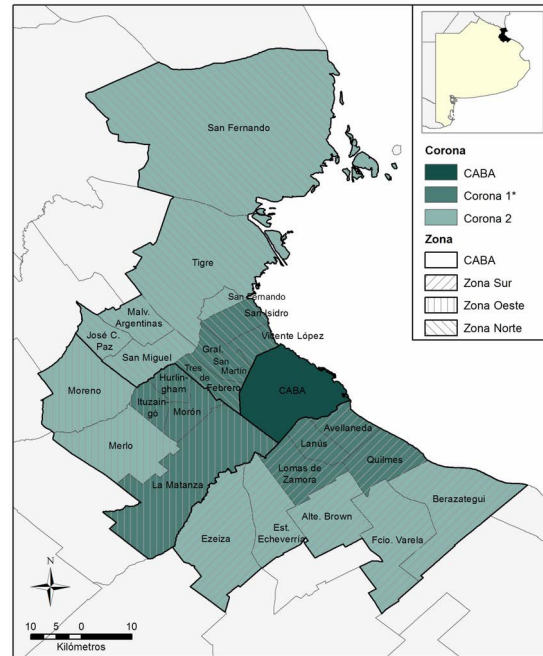 San Fernando
Tigre
San Fernando
San Isidro
Malv.
Argentinas
José C.
Paz
Vicente López
San Miguel
Gral.
San
Martín
Tres
de
Febrero
Hurlin-
gham
Moreno
Ituzain-
gó
Morón
CABA
Merlo
Avellaneda
Lanús
La Matanza
Lomas de
Zamora
Quilmes
Berazategui
Alte. Brown
Ezeiza
Est.
Echeverría
Fcio. Varela
N
10 5 0 10
Kilómetros
Corona
CABA
Corona 1*
Corona 2
Zona
CABA
Zona Sur
Zona Oeste
Zona Norte